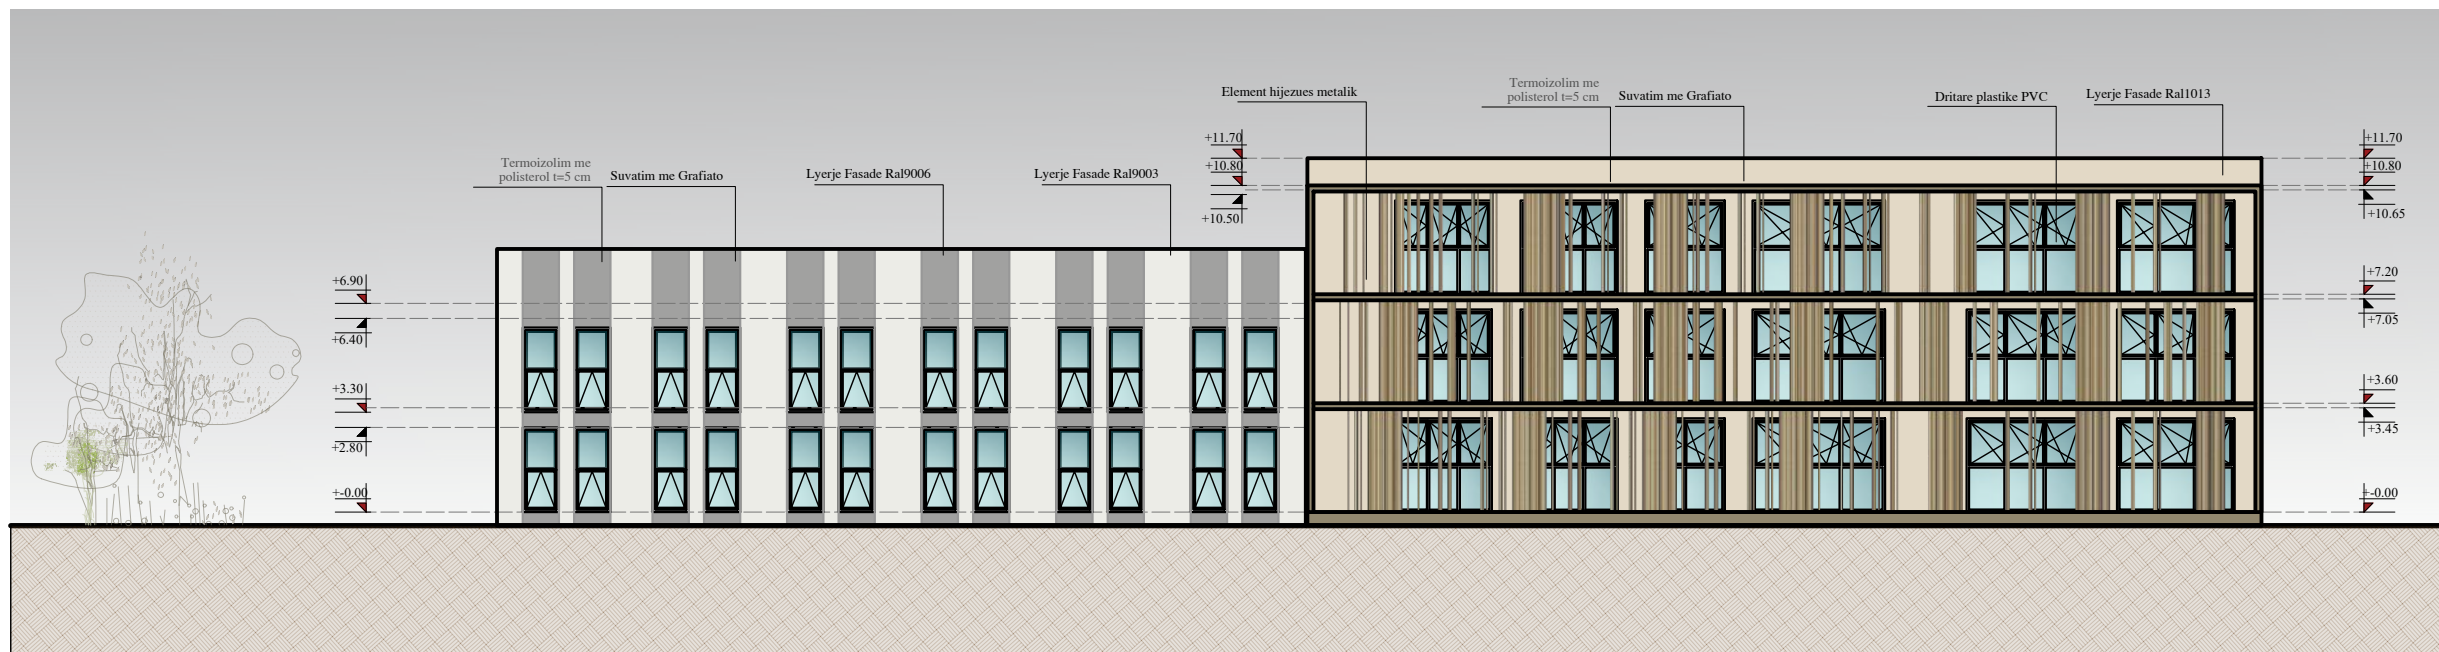 Termoizolim me
polisterol t=5 cm
Element hijezues metalik
Suvatim me Grafiato
Dritare plastike PVC
Lyerje Fasade Ral1013
+11.70
+10.80
+10.50
+11.70
+10.80
+10.65
Termoizolim me
polisterol t=5 cm
Suvatim me Grafiato
Lyerje Fasade Ral9006
Lyerje Fasade Ral9003
+6.90
+6.40
+3.30
+2.80
+-0.00
+7.20
+7.05
+3.60
+3.45
+-0.00